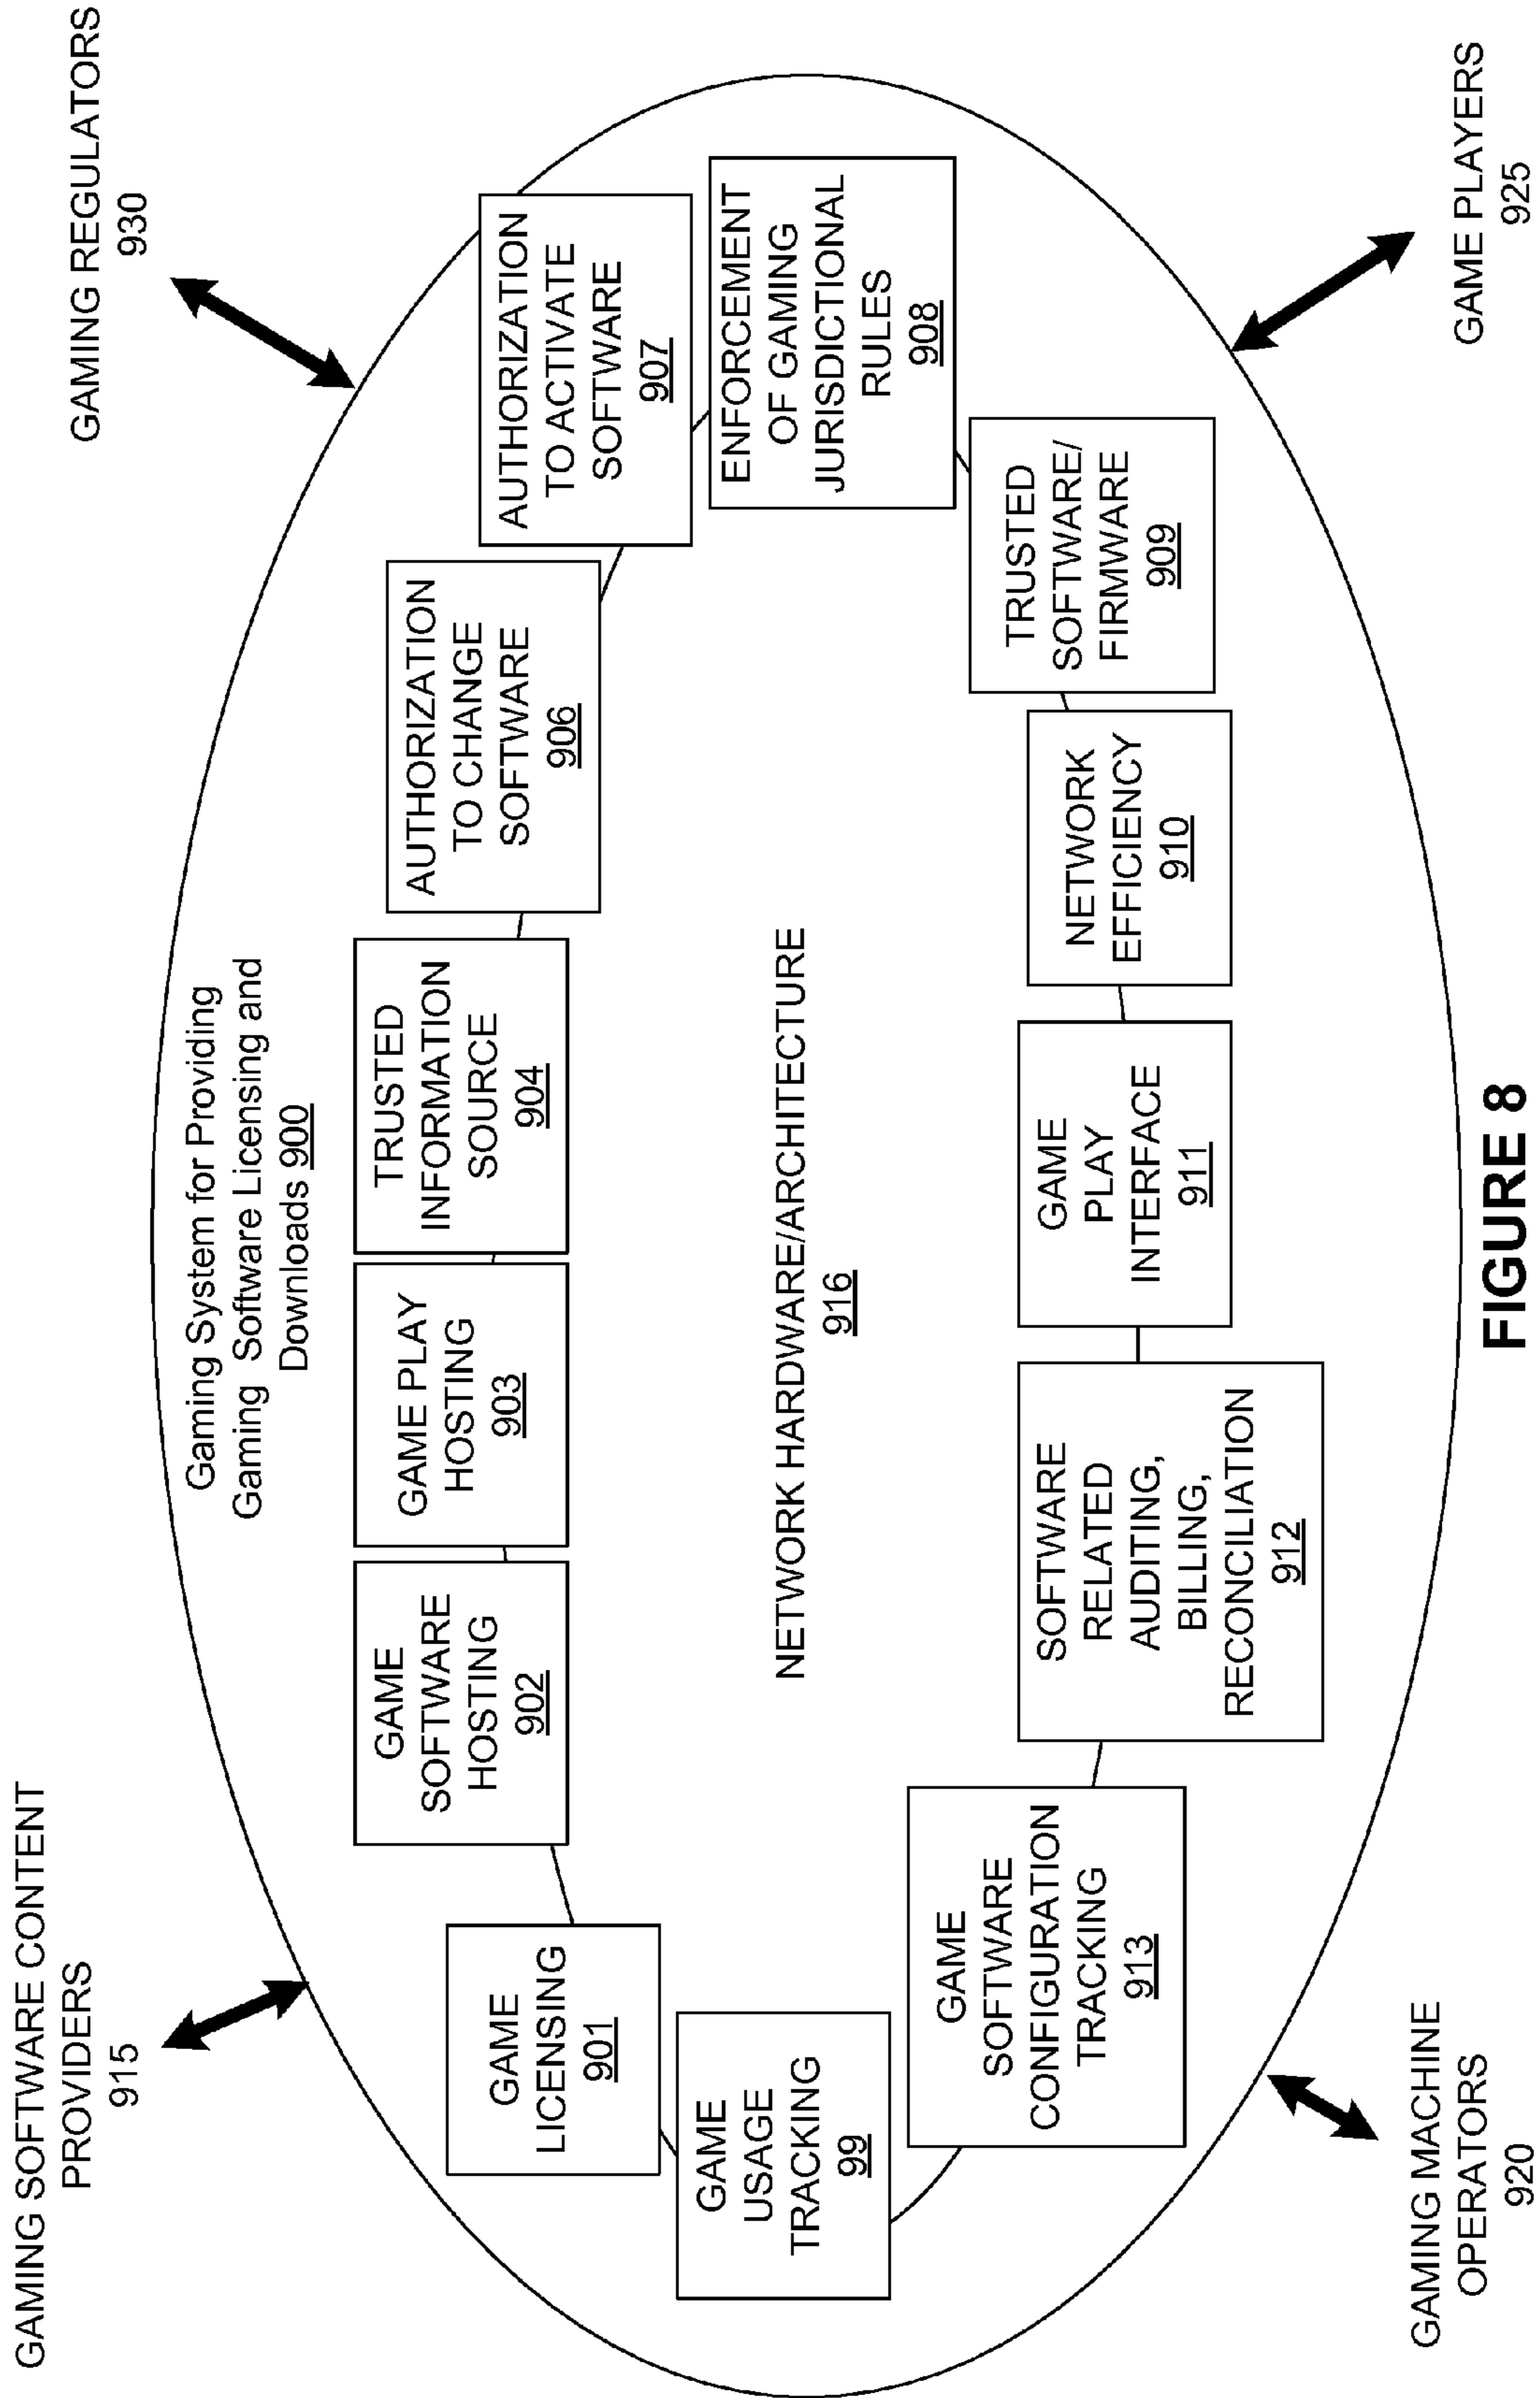 GAMING SOFTWARE CONTENT
PROVIDERS
915
GAMING REGULATORS
930
Gaming System for Providing
Gaming Software Licensing and
Downloads 900
GAME
LICENSING
901
GAME
SOFTWARE
HOSTING
902
GAME PLAY
HOSTING
903
TRUSTED
INFORMATION
SOURCE
904
AUTHORIZATION
TO CHANGE
SOFTWARE
906
AUTHORIZATION
TO ACTIVATE
SOFTWARE
907
ENFORCEMENT
OF GAMING
JURISDICTIONAL
RULES
908
NETWORK HARDWARE/ARCHITECTURE
916
GAME
USAGE
TRACKING
99
GAME
SOFTWARE
CONFIGURATION
TRACKING
913
SOFTWARE
RELATED
AUDITING,
BILLING,
RECONCILIATION
912
GAME
PLAY
INTERFACE
911
NETWORK
EFFICIENCY
910
TRUSTED
SOFTWARE/
FIRMWARE
909
GAMING MACHINE
OPERATORS
920
GAME PLAYERS
925
FIGURE 8